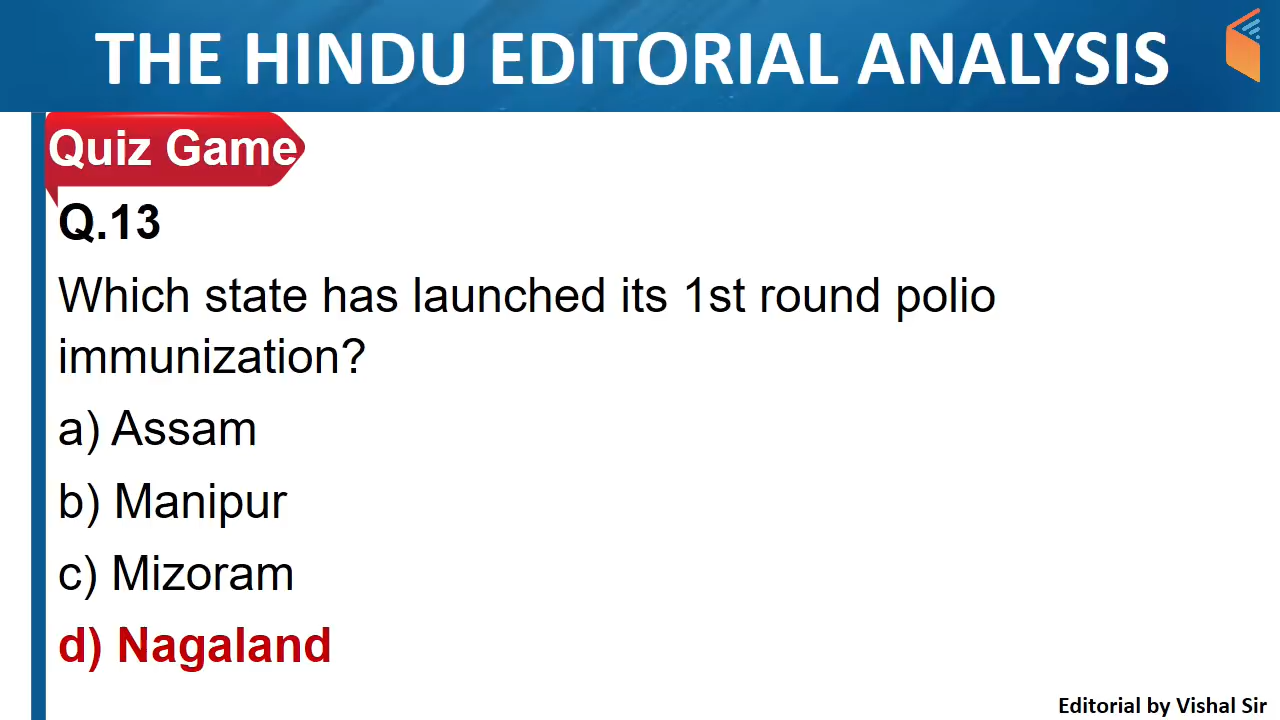 THE HINDU EDITORIAL ANALYSIS
Quiz Game
Q.13
Which state has launched its 1st round polio
immunization?
a) Assam
b) Manipur
c) Mizoram
d) Nagaland
Editorial by Vishal Sir